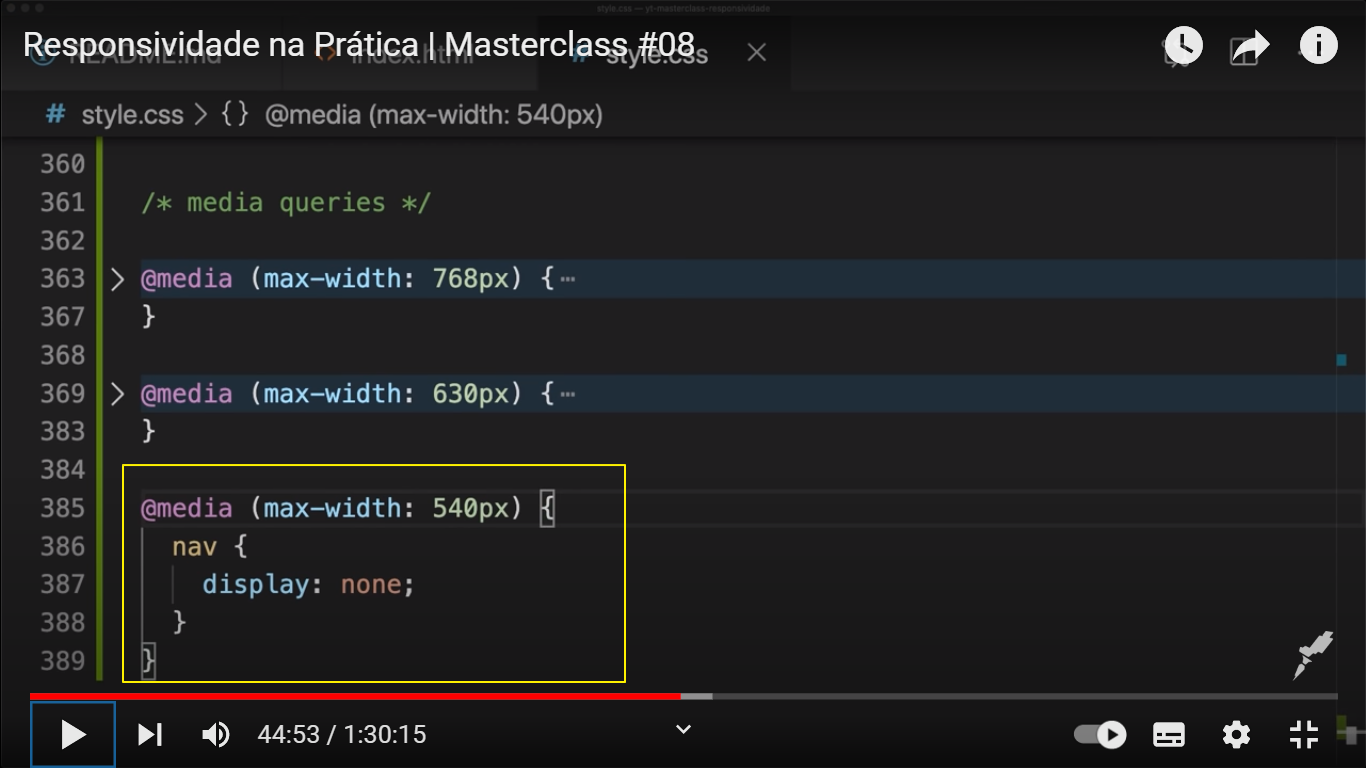 style.css — yt-masterclass-responsividade
Responsividade na Prática | Masterclass #08
README.md
index.html
# style.css
# style.css > {} @media (max-width: 540px)
360
361 /* media queries */
362
363 @media (max-width: 768px) {…
367 }
368
369 @media (max-width: 630px) {…
383 }
384
385 @media (max-width: 540px) {
386 nav {
387 display: none;
388 }
389 }
44:53 / 1:30:15